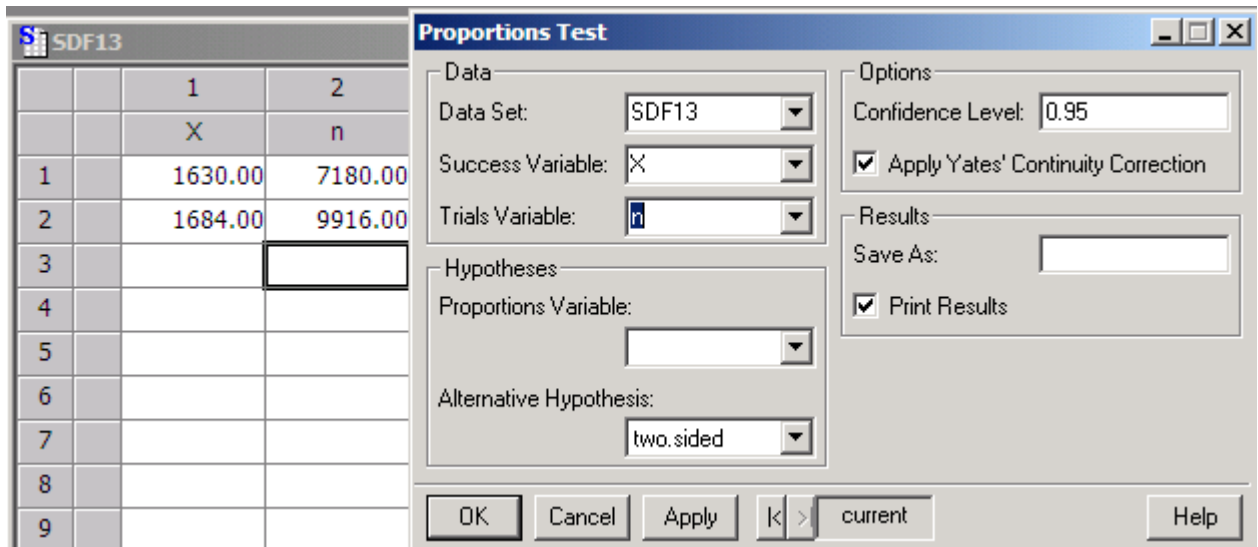 SDF13
1 2
X n
1 1630.00 7180.00
2 1684.00 9916.00
3
4
5
6
7
8
9
Proportions Test
Data
Data Set: SDF13
Success Variable: X
Trials Variable: n
Hypotheses
Proportions Variable:
Alternative Hypothesis:
two.sided
Options
Confidence Level: 0.95
Apply Yates' Continuity Correction
Results
Save As:
Print Results
OK Cancel Apply current Help